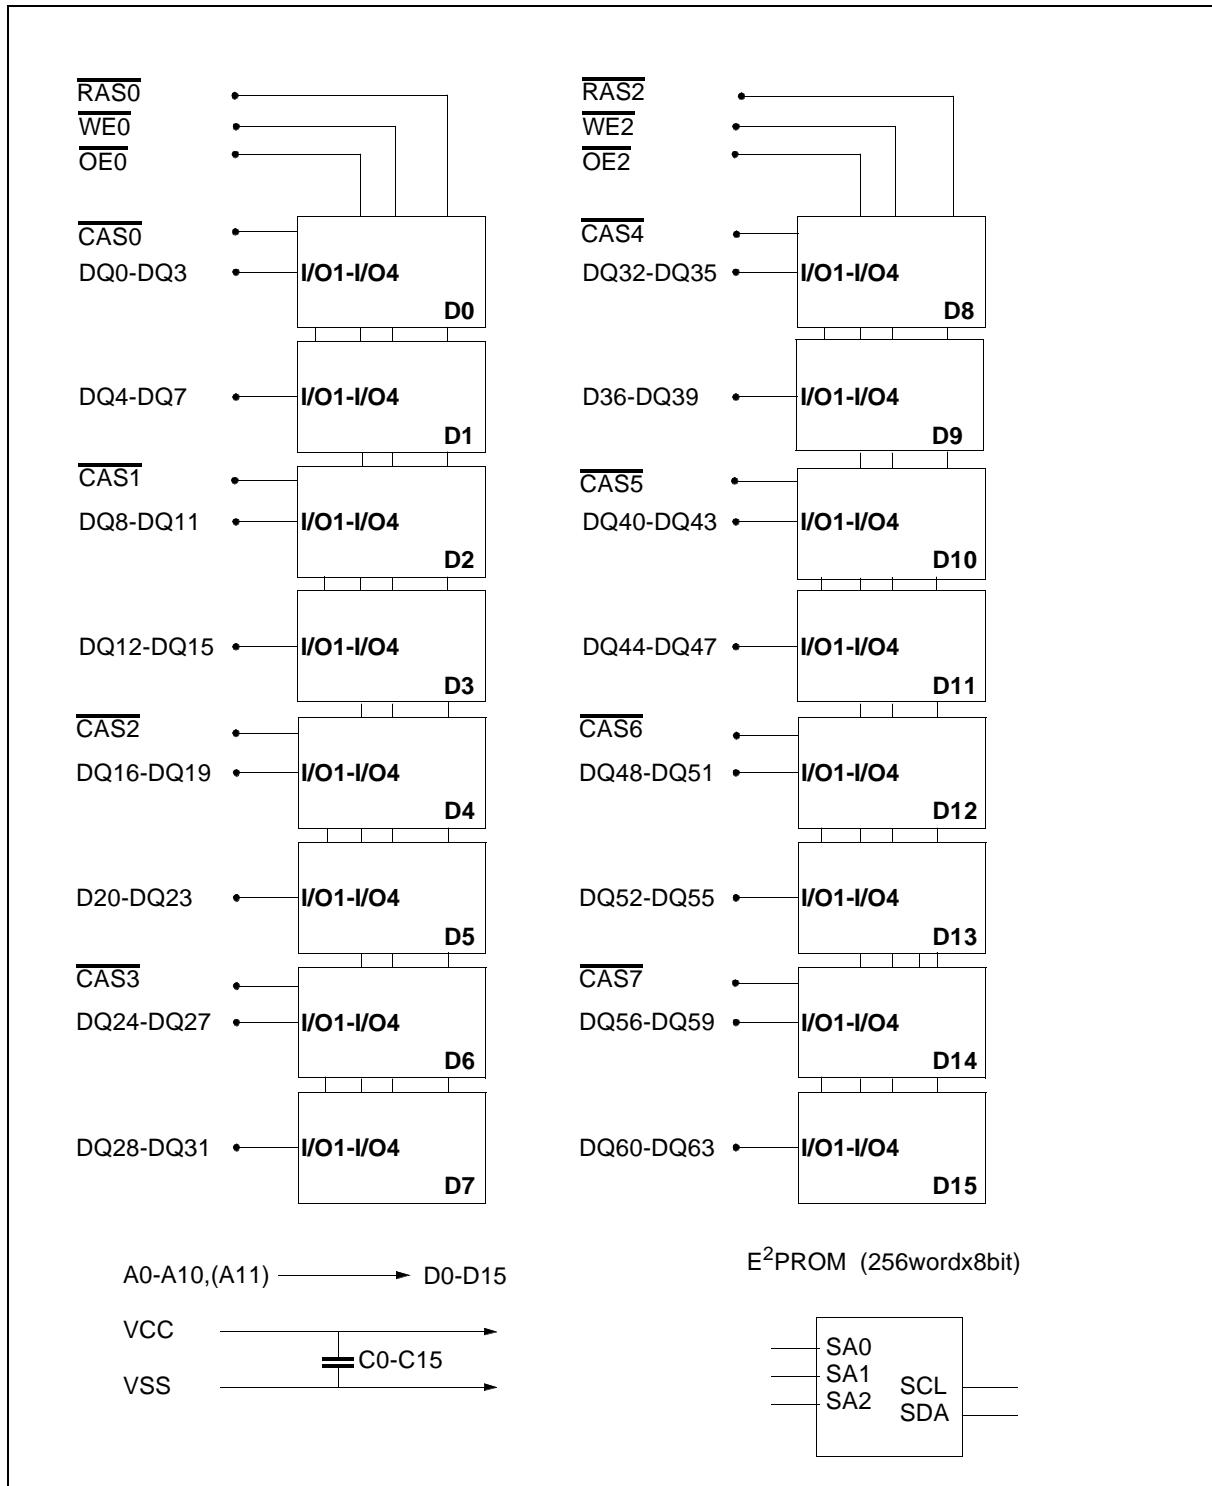 RAS0
WE0
OE0
CAS0
DQ0-DQ3
I/O1-I/O4
D0
DQ4-DQ7
I/O1-I/O4
D1
CAS1
DQ8-DQ11
I/O1-I/O4
D2
DQ12-DQ15
I/O1-I/O4
D3
CAS2
DQ16-DQ19
I/O1-I/O4
D4
D20-DQ23
I/O1-I/O4
D5
CAS3
DQ24-DQ27
I/O1-I/O4
D6
DQ28-DQ31
I/O1-I/O4
D7
RAS2
WE2
OE2
CAS4
DQ32-DQ35
I/O1-I/O4
D8
D36-DQ39
I/O1-I/O4
D9
CAS5
DQ40-DQ43
I/O1-I/O4
D10
DQ44-DQ47
I/O1-I/O4
D11
CAS6
DQ48-DQ51
I/O1-I/O4
D12
DQ52-DQ55
I/O1-I/O4
D13
CAS7
DQ56-DQ59
I/O1-I/O4
D14
DQ60-DQ63
I/O1-I/O4
D15
A0-A10,(A11) D0-D15
VCC
C0-C15
VSS
E²PROM (256wordx8bit)
SA0
SA1
SA2
SCL
SDA